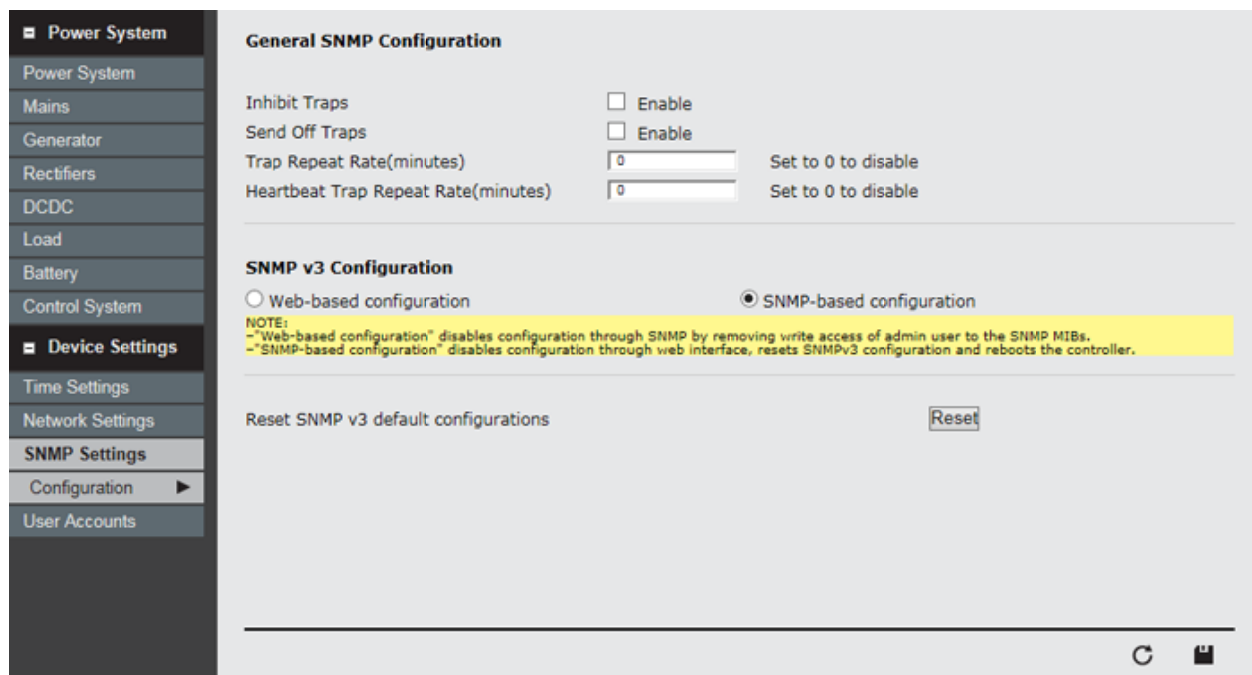 Power System
Power System
Mains
Generator
Rectifiers
DCDC
Load
Battery
Control System
Device Settings
Time Settings
Network Settings
SNMP Settings
Configuration
User Accounts
General SNMP Configuration
Inhibit Traps Enable
Send Off Traps Enable
Trap Repeat Rate(minutes) 0 Set to 0 to disable
Heartbeat Trap Repeat Rate(minutes) 0 Set to 0 to disable
SNMP v3 Configuration
Web-based configuration SNMP-based configuration
NOTE:
-"Web-based configuration" disables configuration through SNMP by removing write access of admin user to the SNMP MIBs.
-"SNMP-based configuration" disables configuration through web interface, resets SNMPv3 configuration and reboots the controller.
Reset SNMP v3 default configurations Reset